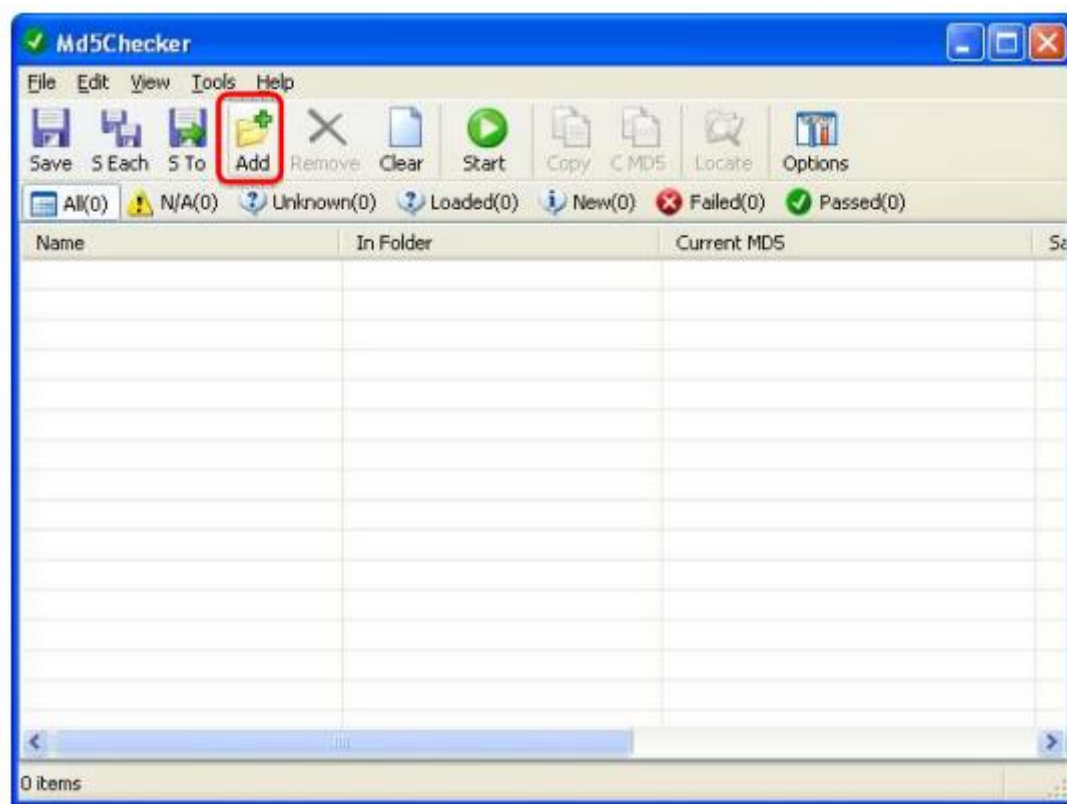 Md5Checker
File Edit View Tools Help
Save S Each S To Add Remove Clear Start Copy C MD5 Locate Options
All(0) N/A(0) Unknown(0) Loaded(0) New(0) Failed(0) Passed(0)
Name In Folder Current MD5 Sa
0 items